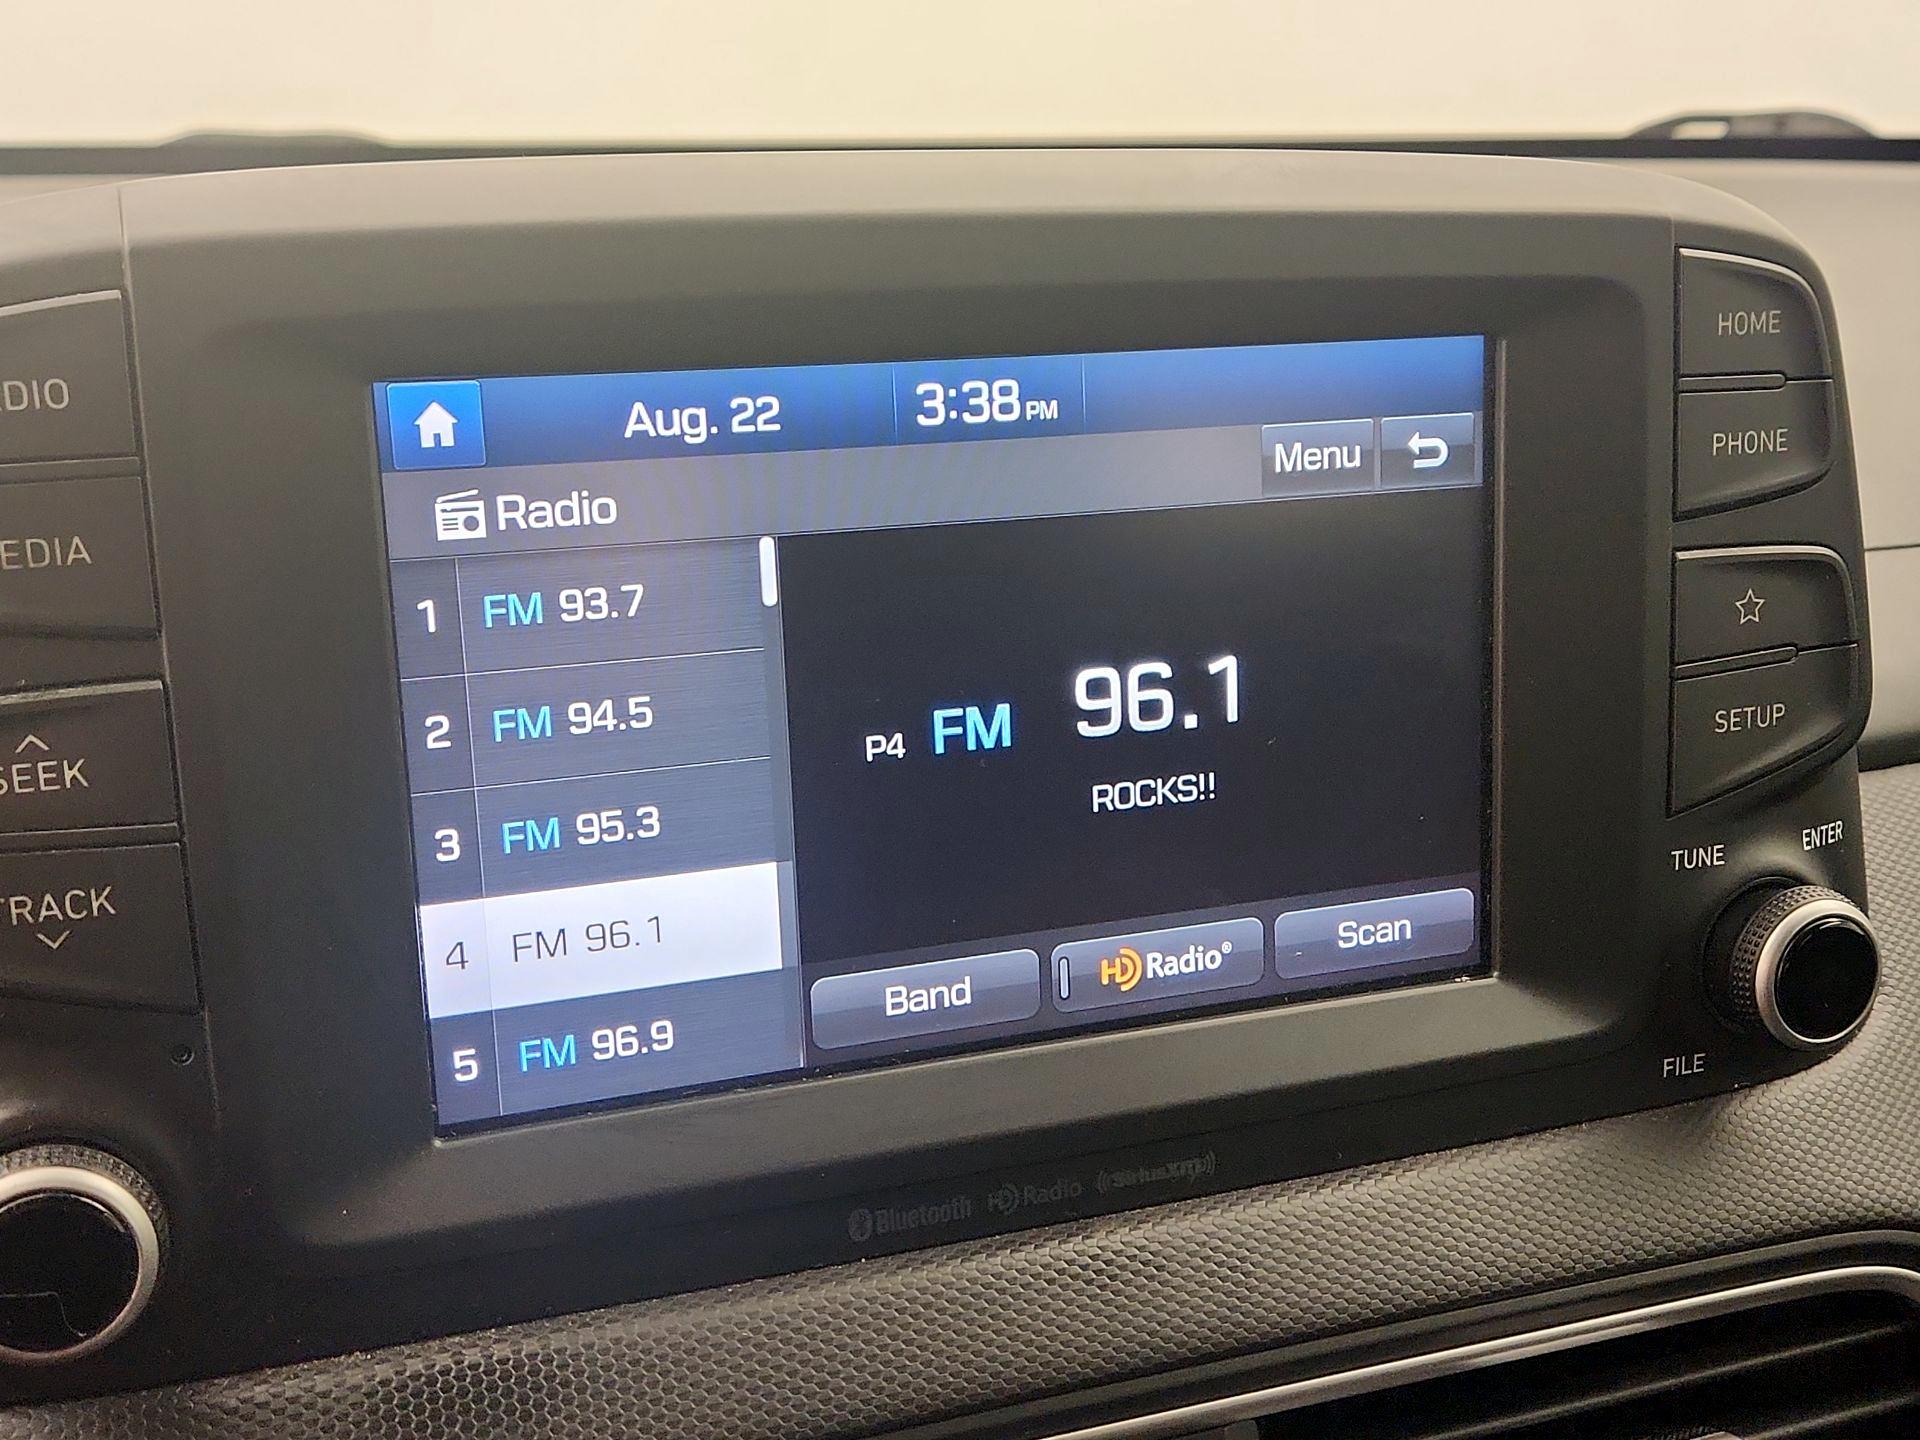 Aug. 22
3:38 PM
Menu
Radio
1 FM 93.7
2 FM 94.5
3 FM 95.3
4 FM 96.1
5 FM 96.9
P4 FM 96.1
ROCKS!!
Band
HD Radio®
Scan
DIO
EDIA
SEEK
TRACK
HOME
PHONE
SETUP
TUNE
ENTER
FILE
Bluetooth HD Radio ((SiriusXM))